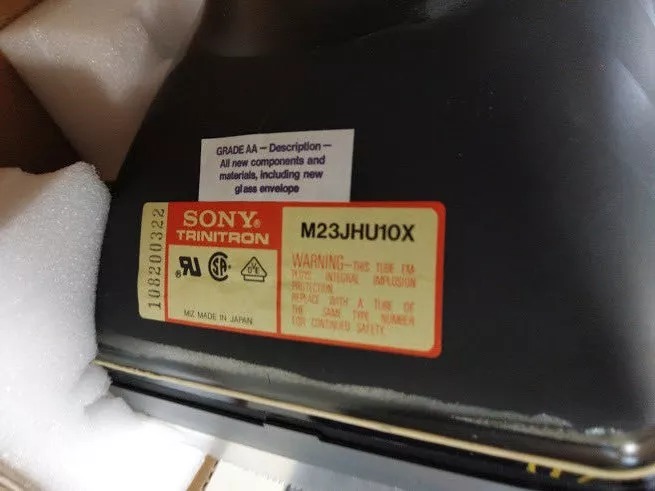 GRADE AA — Description —
All new components and
materials, including new
glass envelope
108200322
SONY®
TRINITRON
M23JHU10X
WARNING—THIS TUBE EM-
PLOYS INTEGRAL IMPLOSION
PROTECTION.
REPLACE WITH A TUBE OF
THE SAME TYPE NUMBER
FOR CONTINUED SAFETY.
MIZ MADE IN JAPAN